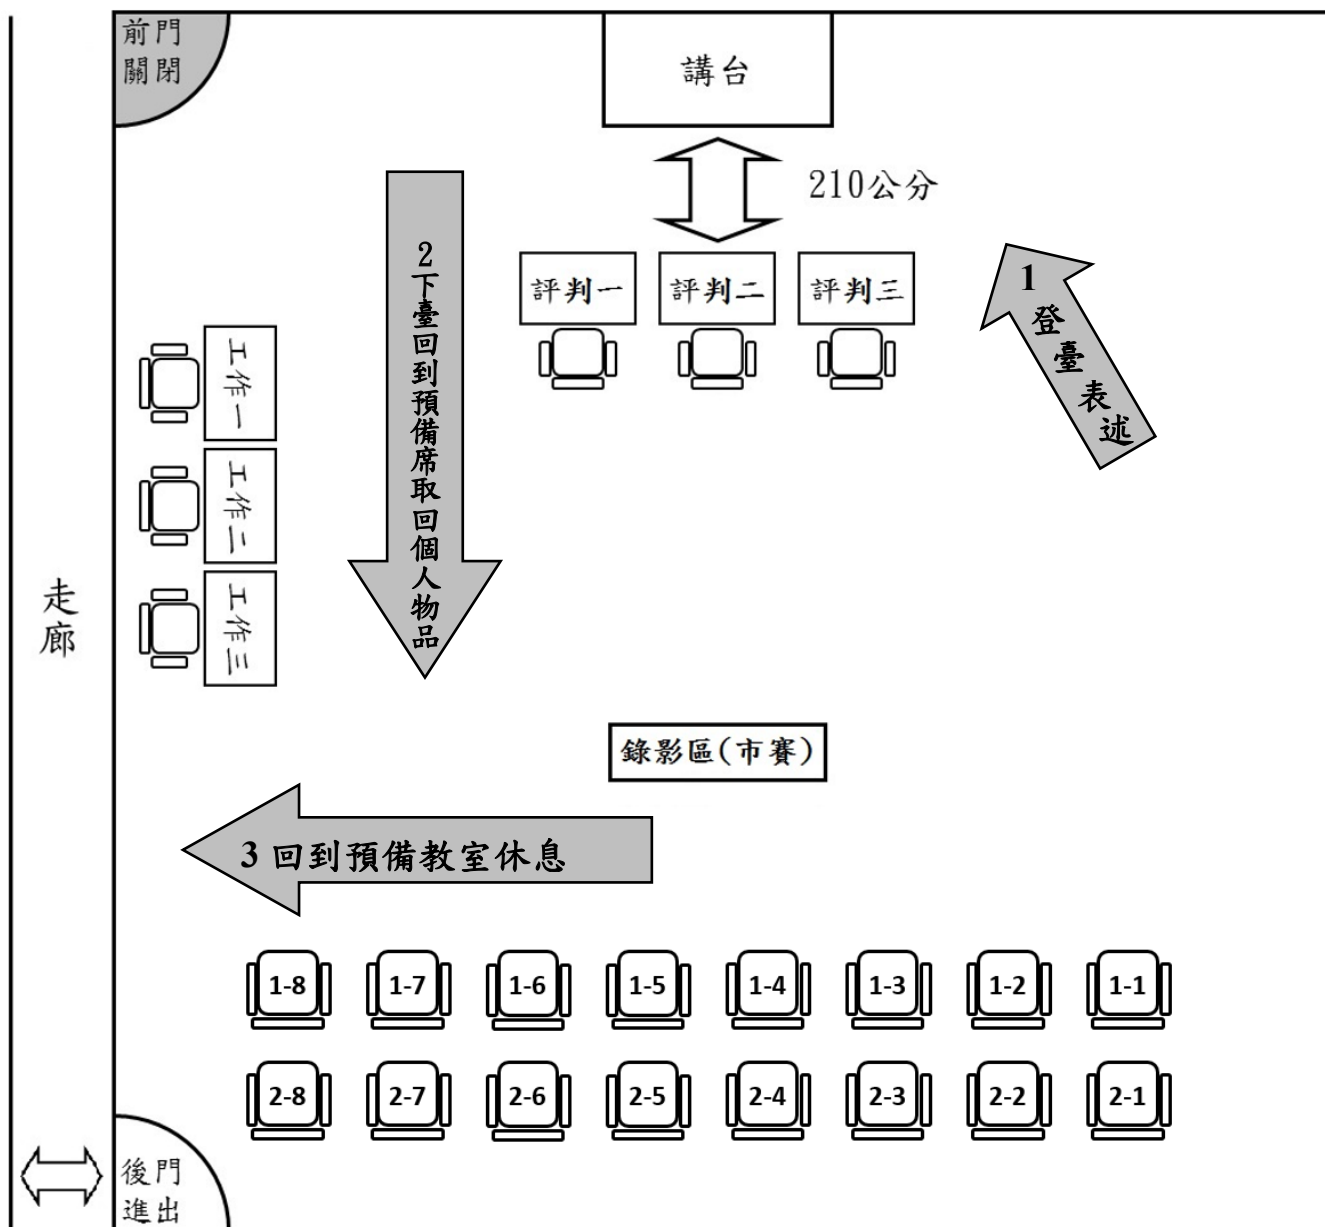 前門
關閉
講台
210公分
評判一
評判二
評判三
1登臺表述
2下臺回到預備席取回個人物品
工作一
工作二
工作三
走廊
錄影區(市賽)
3 回到預備教室休息
1-8
1-7
1-6
1-5
1-4
1-3
1-2
1-1
2-8
2-7
2-6
2-5
2-4
2-3
2-2
2-1
後門
進出